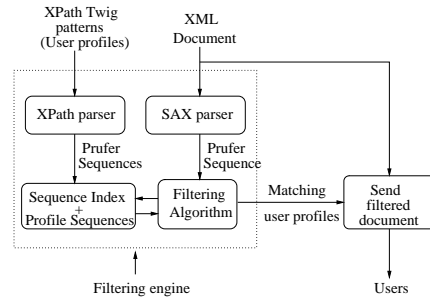 XPath Twig
patterns
(User profiles)
XML
Document
XPath parser
SAX parser
Prufer
Sequences
Prufer
Sequence
Sequence Index
+
Profile Sequences
Filtering
Algorithm
Matching
user profiles
Send
filtered
document
Filtering engine
Users